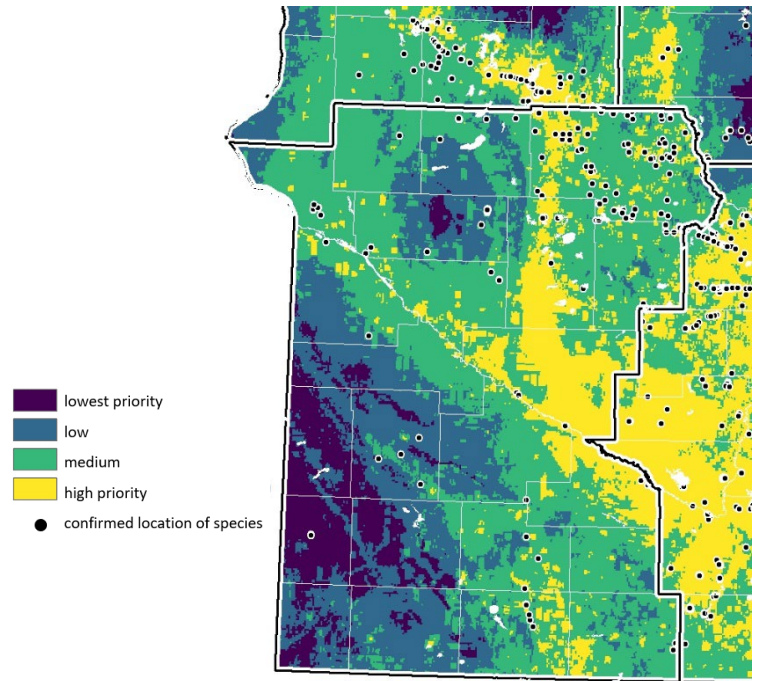 lowest priority
low
medium
high priority
confirmed location of species